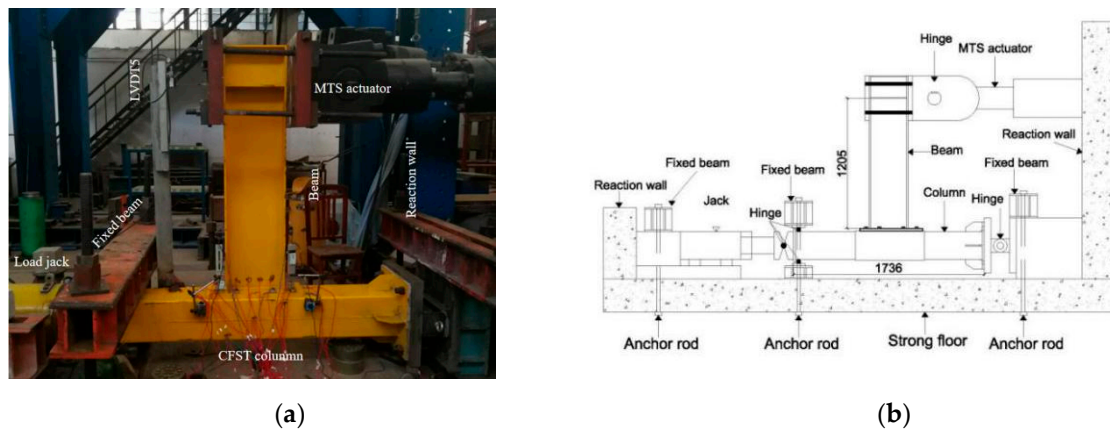 LVDT5
MTS actuator
Beam
Reaction wall
Fixed beam
Load jack
CFST colunmn
(a)
Hinge
MTS actuator
Reaction wall
1205
Beam
Fixed beam
Fixed beam
Fixed beam
Reaction wall
Jack
Column
Hinge
Hinge
1736
Anchor rod
Anchor rod
Strong floor
Anchor rod
(b)